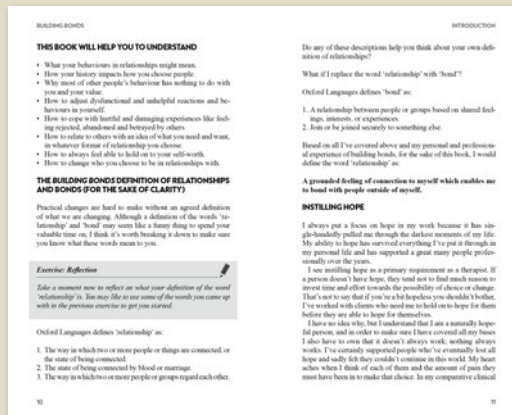 BUILDING BONDS
THIS BOOK WILL HELP YOU TO UNDERSTAND
• What your behaviours in relationships might mean.
• How your history impacts how you choose people.
• Why most of other people's behaviour has nothing to do with
you and your value.
• How to adjust dysfunctional and unhelpful reactions and be-
haviours in yourself.
• How to cope with hurtful and damaging experiences like feel-
ing rejected, abandoned and betrayed by others.
• How to relate to others with an idea of what you need and want,
in whatever format of relationship you choose.
• How to always feel able to hold on to your self-worth.
• How to change who you choose to be in relationships with.
THE BUILDING BONDS DEFINITION OF RELATIONSHIPS
AND BONDS (FOR THE SAKE OF CLARITY)
Practical changes are hard to make without an agreed definition
of what we are changing. Although a definition of the words 're-
lationship' and 'bond' may seem like a funny thing to spend your
valuable time on, I think it's worth breaking it down to make sure
you know what these words mean to you.
Exercise: Reflection
Take a moment now to reflect on what your definition of the word
'relationship' is. You may like to use some of the words you came up
with in the previous exercise to get you started.
Oxford Languages defines 'relationship' as:
1. The way in which two or more people or things are connected, or
the state of being connected.
2. The state of being connected by blood or marriage.
3. The way in which two or more people or groups regard each other.
10
INTRODUCTION
Do any of these descriptions help you think about your own defi-
nition of relationships?
What if I replace the word 'relationship' with 'bond'?
Oxford Languages defines 'bond' as:
1. A relationship between people or groups based on shared feel-
ings, interests, or experiences.
2. Join or be joined securely to something else.
Based on all I've covered above and my personal and profession-
al experience of building bonds, for the sake of this book, I would
define the word 'relationship' as:
A grounded feeling of connection to myself which enables me
to bond with people outside of myself.
INSTILLING HOPE
I always put a focus on hope in my work because it has sin-
gle-handedly pulled me through the darkest moments of my life.
My ability to hope has survived everything I've put it through in
my personal life and has supported a great many people profes-
sionally over the years.
I see instilling hope as a primary requirement as a therapist. If
a person doesn't have hope, they tend not to find much reason to
invest time and effort towards the possibility of choice or change.
That's not to say that if you're a bit hopeless you shouldn't bother,
I've worked with clients who need me to hold on to hope for them
before they are able to hope for themselves.
I have no idea why, but I understand that I am a naturally hope-
ful person, and in order to make sure I have covered all my bases
I also have to own that it doesn't always work; nothing always
works. I've certainly supported people who've eventually lost all
hope and sadly felt they couldn't continue in this world. My heart
aches when I think of each of them and the amount of pain they
must have been in to make that choice. In my comparative clinical
11